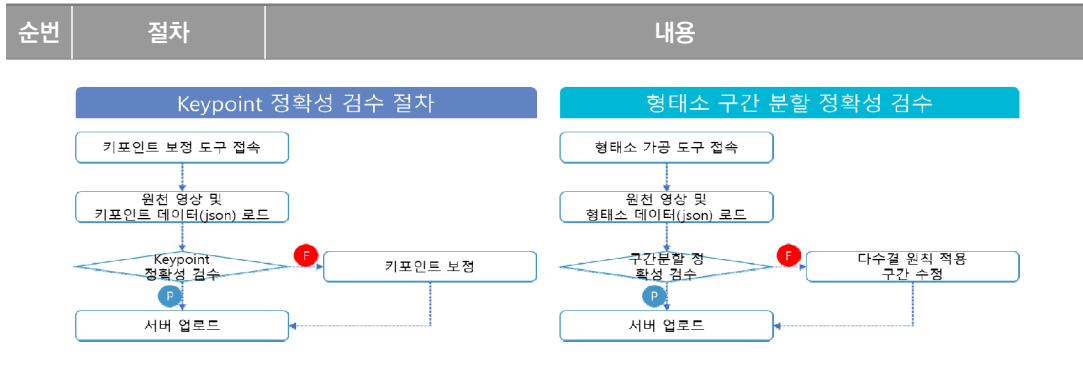 순번 절차 내용
Keypoint 정확성 검수 절차
키포인트 보정 도구 접속
원천 영상 및
키포인트 데이터(json) 로드
Keypoint
정확성 검수
F
키포인트 보정
P
서버 업로드
형태소 구간 분할 정확성 검수
형태소 가공 도구 접속
원천 영상 및
형태소 데이터(json) 로드
구간분할 정
확성 검수
F
다수결 원칙 적용
구간 수정
P
서버 업로드